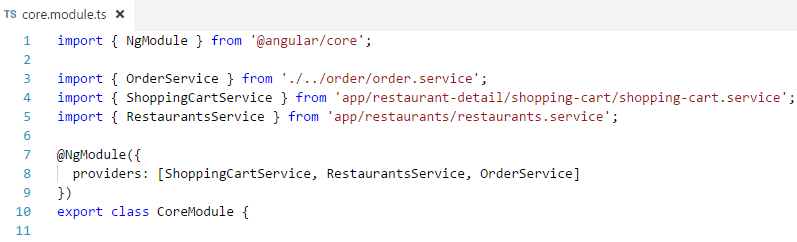 TS core.module.ts ×
1 import { NgModule } from '@angular/core';
2
3 import { OrderService } from './../order/order.service';
4 import { ShoppingCartService } from 'app/restaurant-detail/shopping-cart/shopping-cart.service';
5 import { RestaurantsService } from 'app/restaurants/restaurants.service';
6
7 @NgModule({
8   providers: [ShoppingCartService, RestaurantsService, OrderService]
9 })
10 export class CoreModule {
11